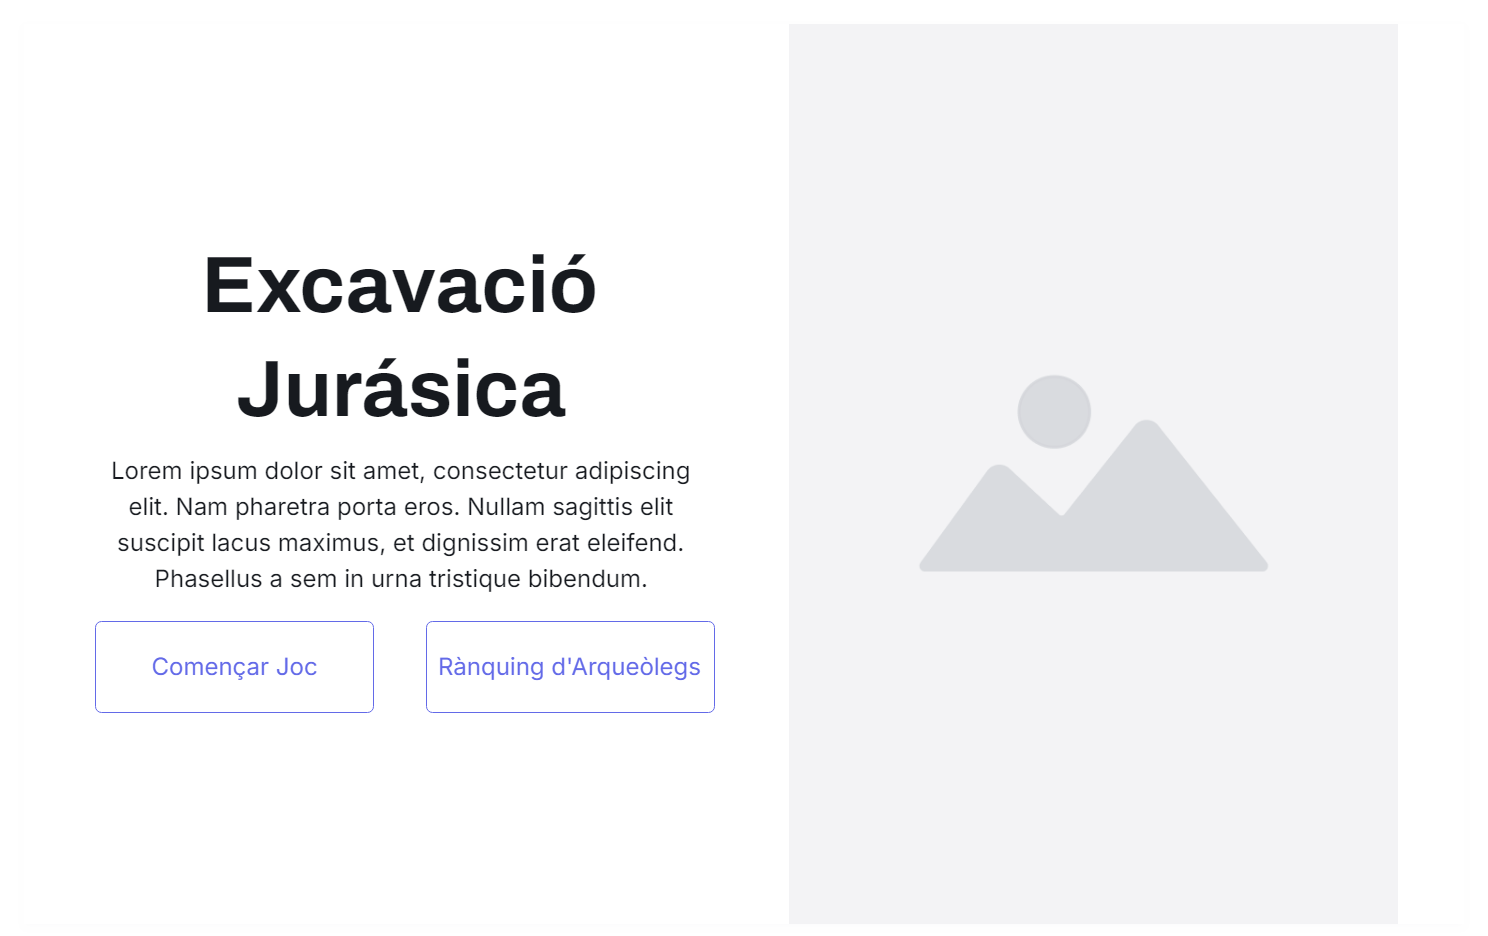 Excavació
Jurásica
Lorem ipsum dolor sit amet, consectetur adipiscing
elit. Nam pharetra porta eros. Nullam sagittis elit
suscipit lacus maximus, et dignissim erat eleifend.
Phasellus a sem in urna tristique bibendum.
Començar Joc
Rànquing d'Arqueòlegs